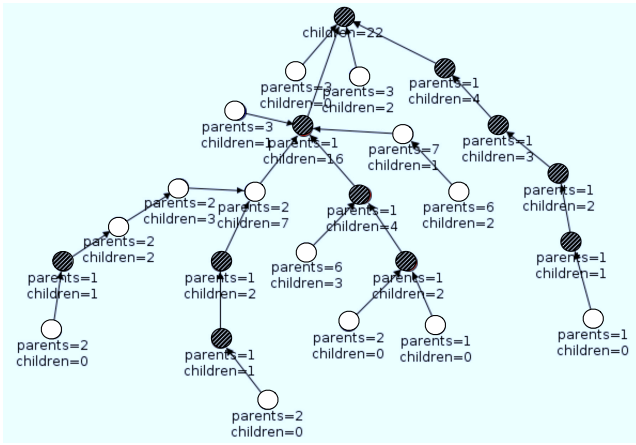 children=22
parents=3
children=0
parents=3
children=2
parents=1
children=4
parents=3
children=1
parents=1
children=16
parents=7
children=1
parents=1
children=3
parents=2
children=3
parents=2
children=7
parents=1
children=4
parents=6
children=2
parents=1
children=2
parents=2
children=2
parents=1
children=1
parents=1
children=2
parents=6
children=3
parents=1
children=2
parents=1
children=1
parents=2
children=0
parents=1
children=1
parents=2
children=0
parents=1
children=0
parents=1
children=0
parents=2
children=0